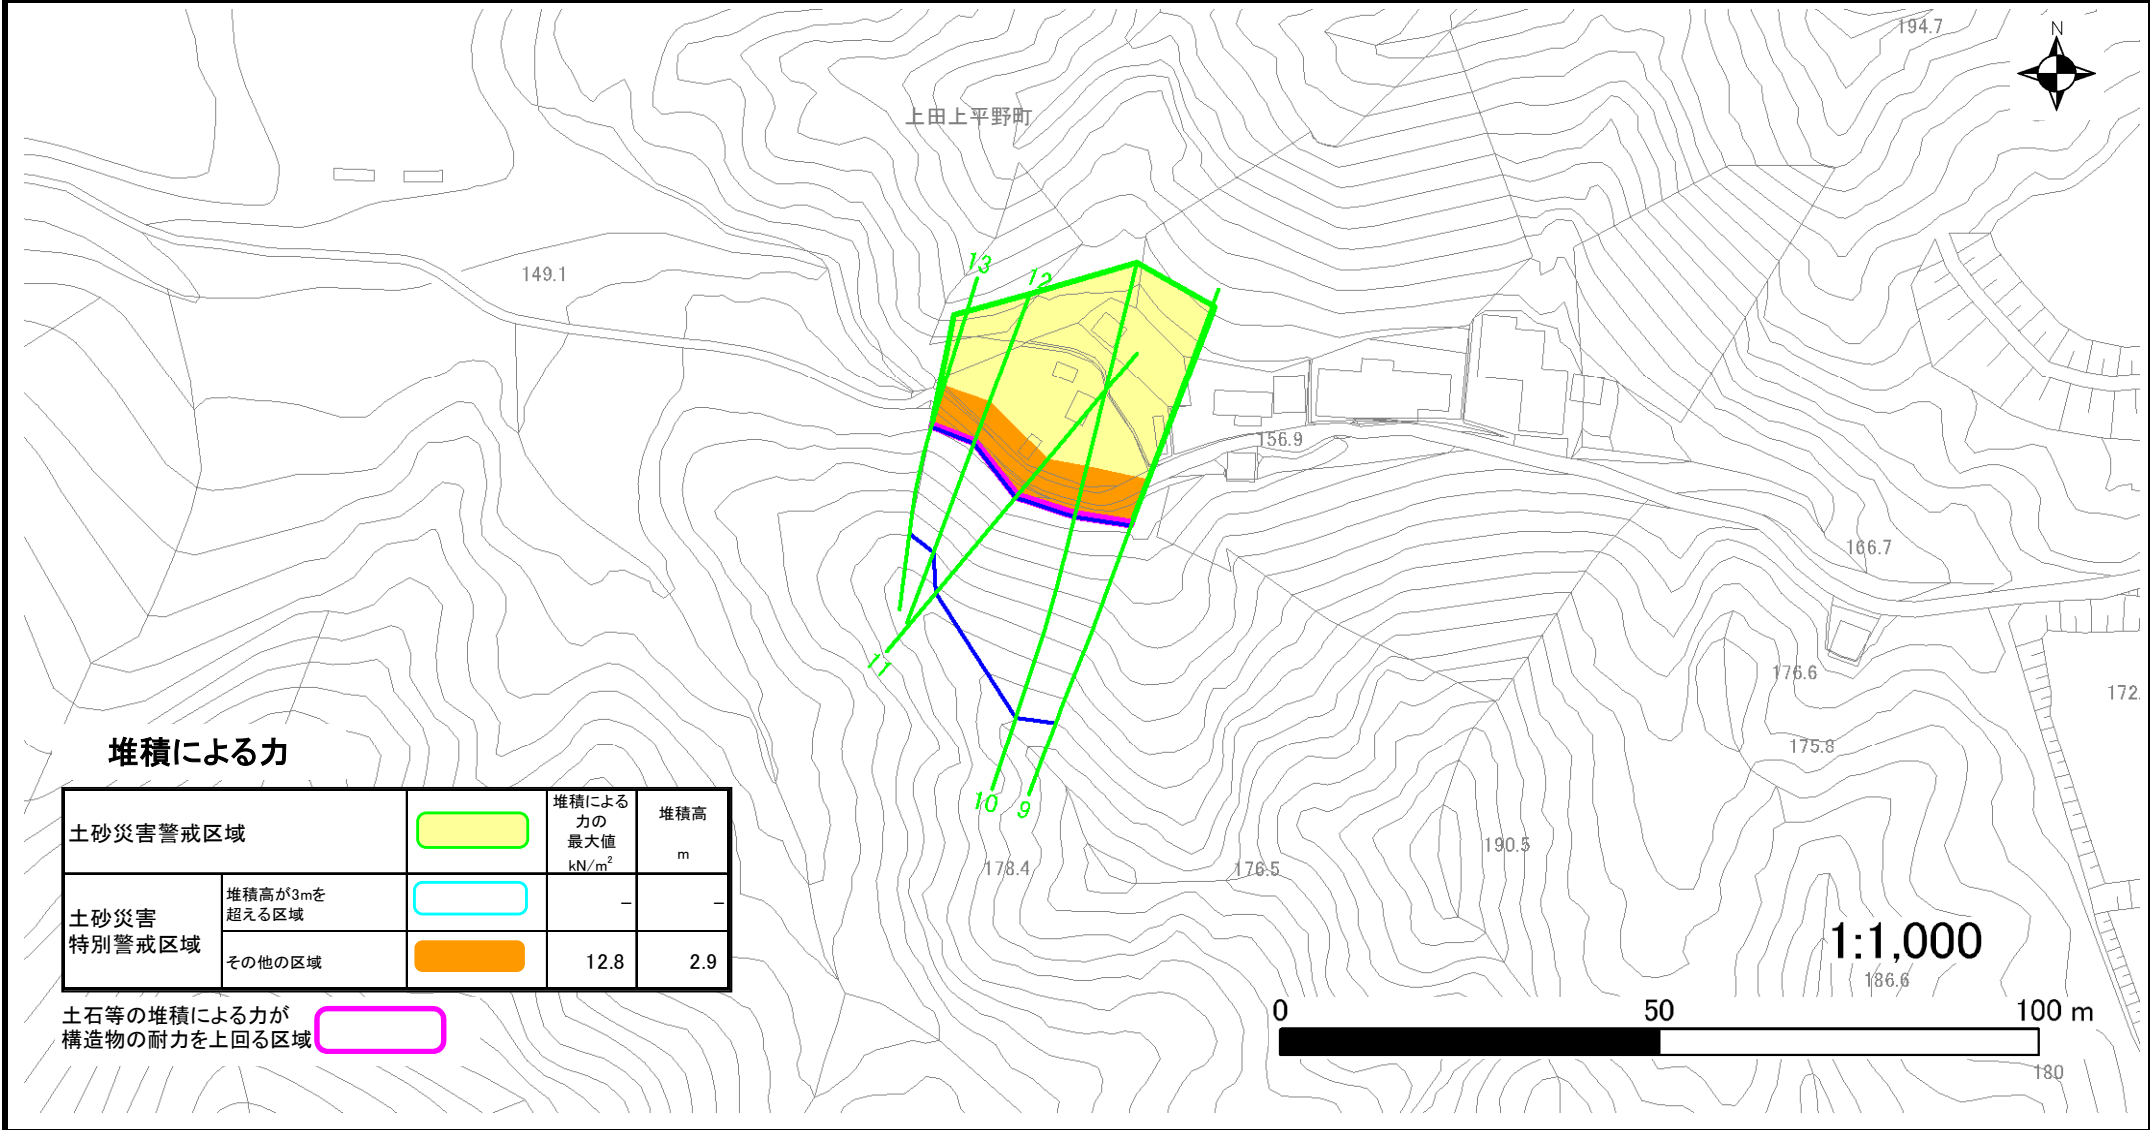 194.7
N
上田上平野町
149.1
13
12
156.9
166.7
11
176.6
172.
175.8
10
9
190.5
178.4
176.5
186.6
180
堆積による力
土砂災害警戒区域
堆積による
力の
最大値
kN/m²
堆積高
m
土砂災害
特別警戒区域
堆積高が3mを
超える区域
－
－
その他の区域
12.8
2.9
土石等の堆積による力が
構造物の耐力を上回る区域
1:1,000
0
50
100 m